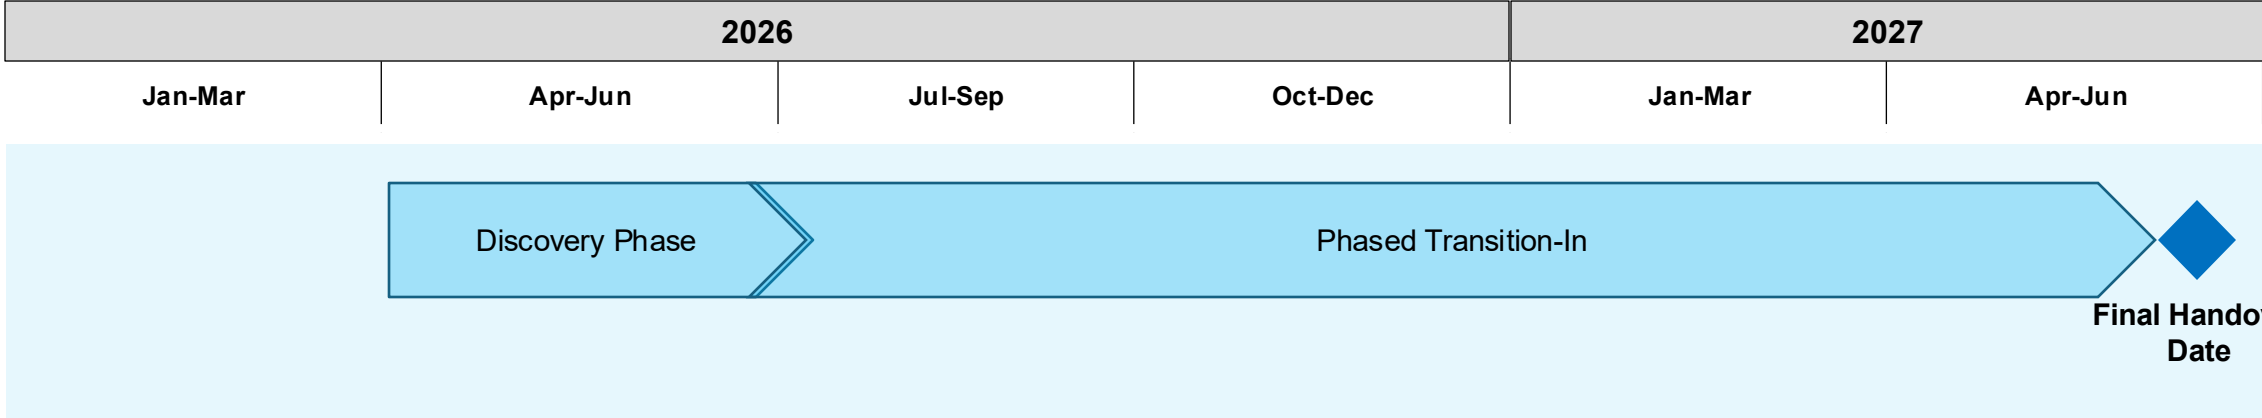 2026
2027
Jan-Mar
Apr-Jun
Jul-Sep
Oct-Dec
Jan-Mar
Apr-Jun
Discovery Phase
Phased Transition-In
Final
Date